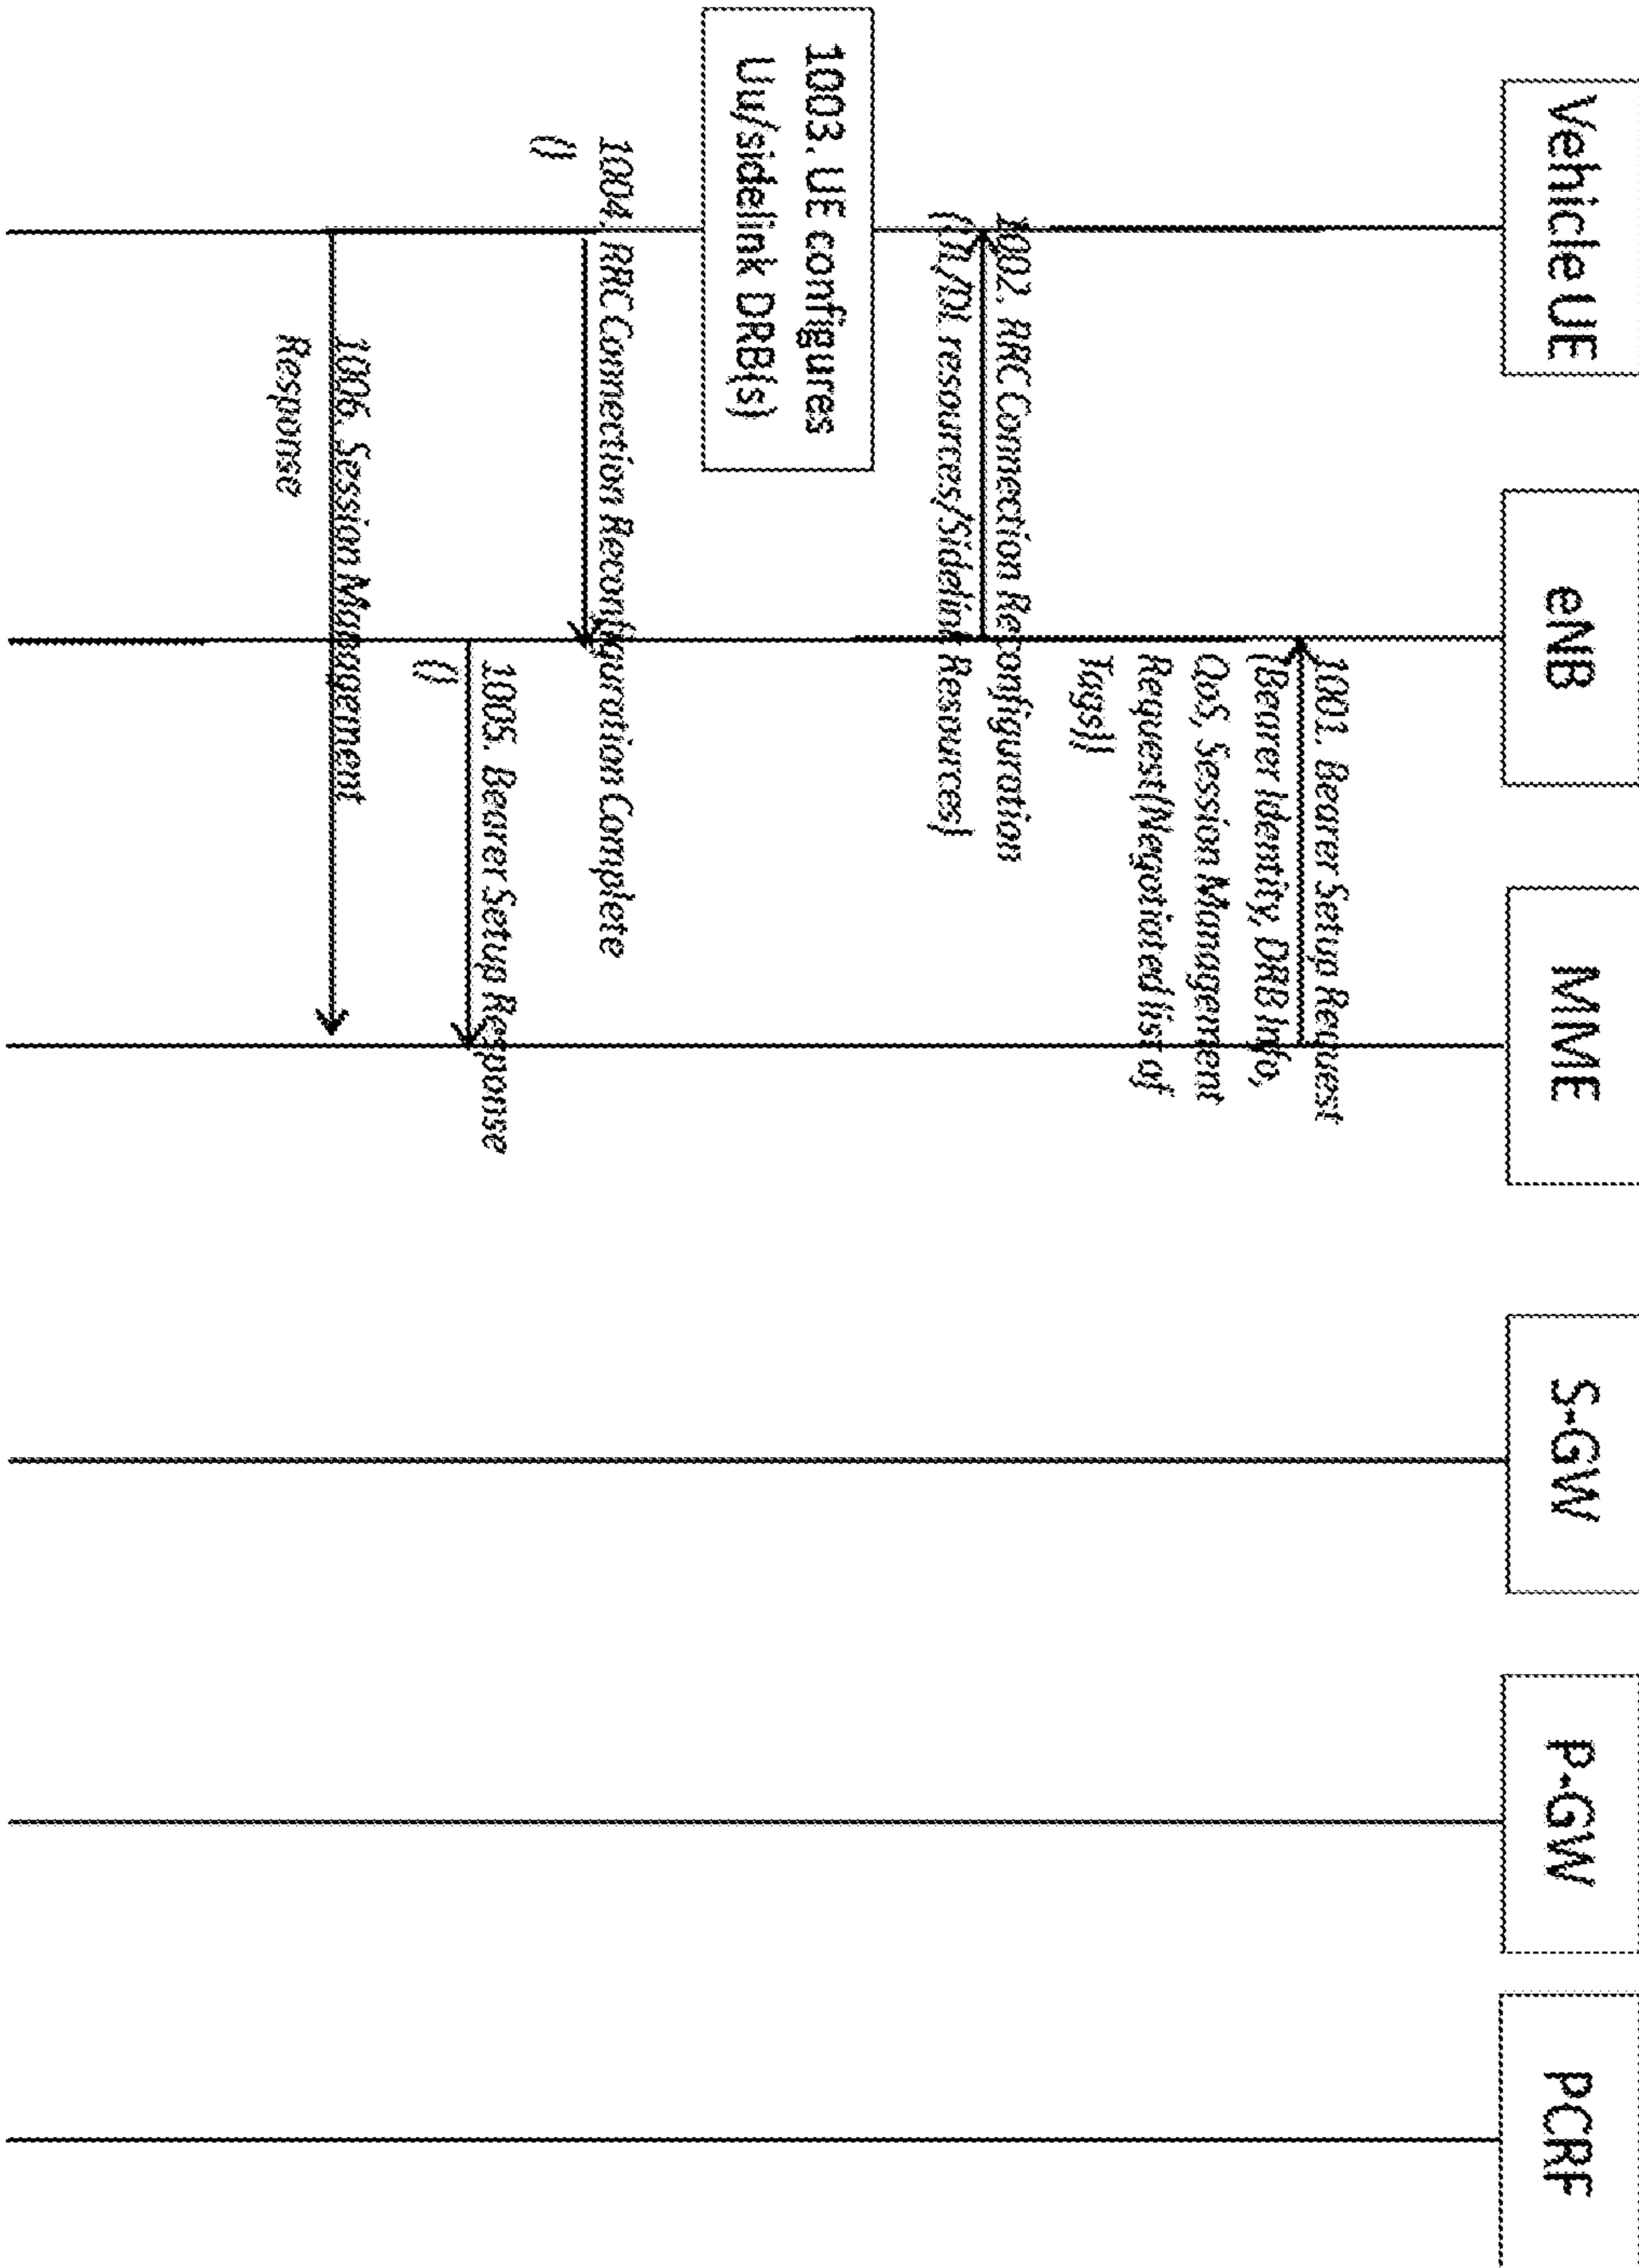 Vehicle UE
eNB
MME
S-GW
P-GW
PCRF
1001. Bearer Setup Request
(Bearer Identity, DRB Info,
QoS, Session Management
Request(Negotiated list of
Tags))
1002. RRC Connection Reconfiguration
(UL/DL resources/Sidelink Resources)
1003. UE configures
Uu/sidelink DRB(s)
1004. RRC Connection Reconfiguration Complete
()
1005. Bearer Setup Response
()
1006. Session Management
Response